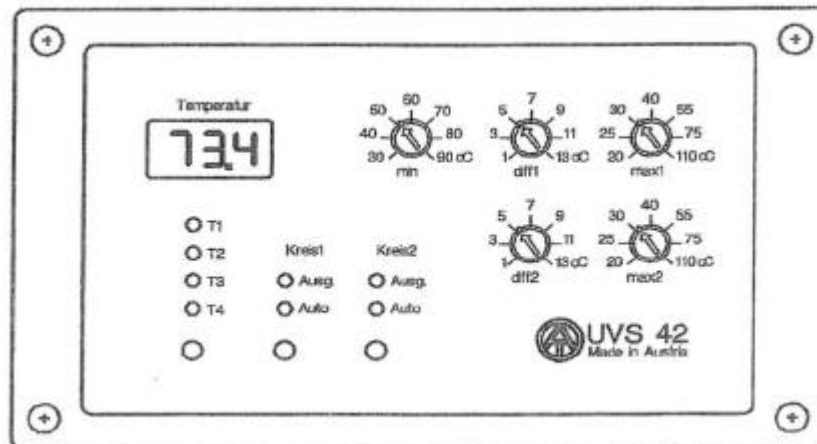 Temperatur
73.4
30 40 50 60 70 80 90 oC
min
1 3 5 7 9 11 13 oC
diff1
20 25 30 40 55 75 110 oC
max1
T1
T2
T3
T4
Kreis1
Ausg.
Auto
Kreis2
Ausg.
Auto
1 3 5 7 9 11 13 oC
diff2
20 25 30 40 55 75 110 oC
max2
UVS 42
Made in Austria